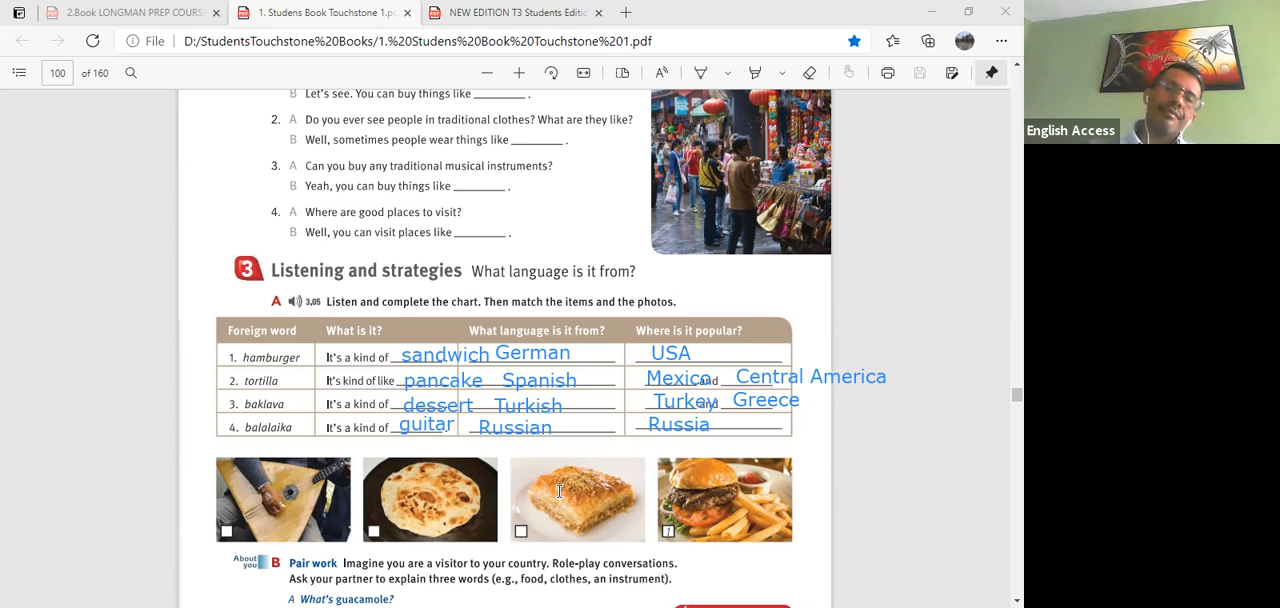 2.Book LONGMAN PREP COURS
1. Studens Book Touchstone 1.pd
NEW EDITION T3 Students Editi
File
D:/StudentsTouchstone%20Books/1.%20Studens%20Book%20Touchstone%201.pdf
100 of 160
English Access
B Let's see. You can buy things like ________ .
2. A Do you ever see people in traditional clothes? What are they like?
B Well, sometimes people wear things like ________ .
3. A Can you buy any traditional musical instruments?
B Yeah, you can buy things like ________ .
4. A Where are good places to visit?
B Well, you can visit places like ________ .
3 Listening and strategies What language is it from?
A 3,05 Listen and complete the chart. Then match the items and the photos.
Foreign word What is it? What language is it from? Where is it popular?
1. hamburger It's a kind of sandwich . German USA
2. tortilla It's kind of like pancake Spanish Mexico and Central America
3. baklava It's a kind of dessert Turkish Turkey and Greece
4. balalaika It's a kind of guitar . Russian Russia
1
About you B Pair work Imagine you are a visitor to your country. Role-play conversations.
Ask your partner to explain three words (e.g., food, clothes, an instrument).
A What's guacamole?